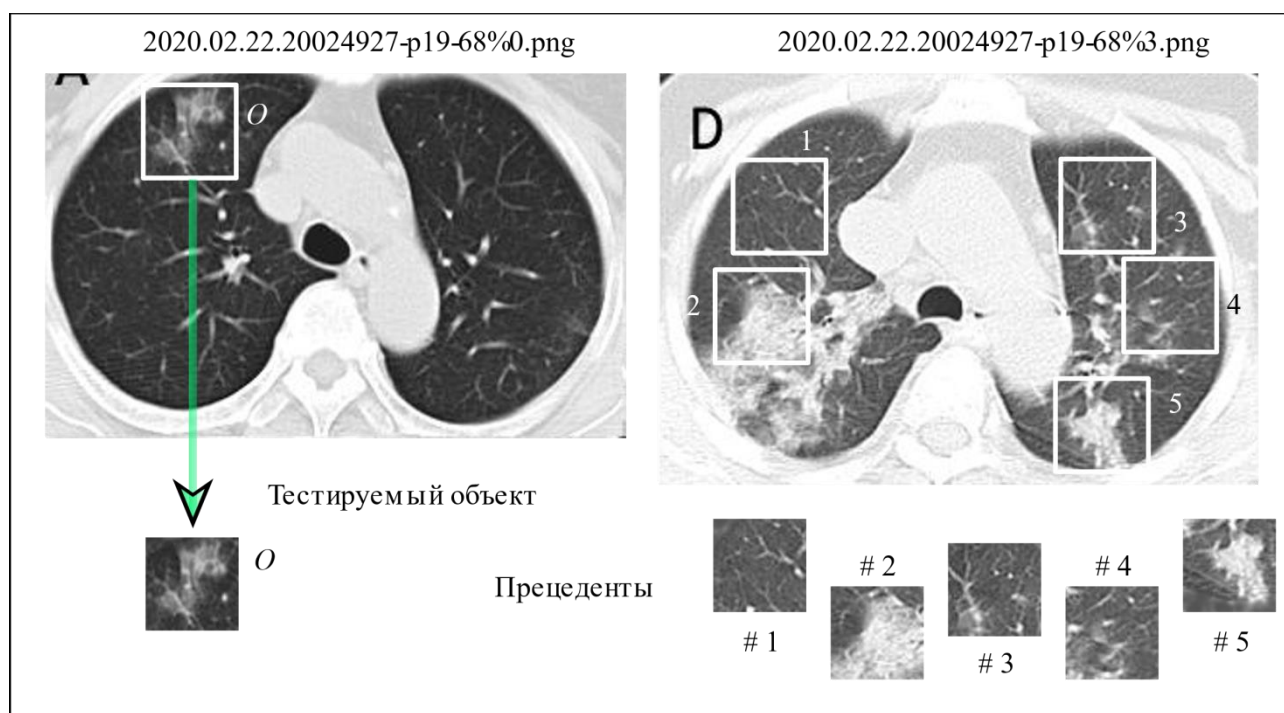 2020.02.22.20024927-p19-68%0.png
2020.02.22.20024927-p19-68%3.png
A
O
D
1
2
3
4
5
Тестируемый объект
O
Прецеденты
# 1
# 2
# 3
# 4
# 5